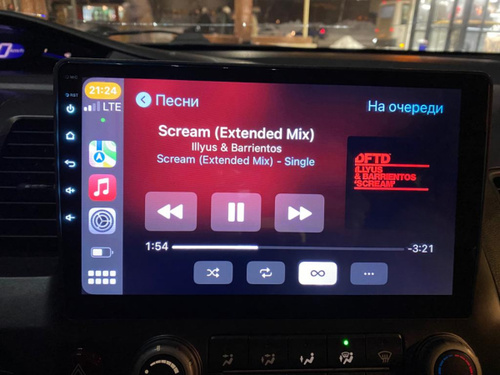 21:24
LTE
Песни
На очереди
Scream (Extended Mix)
Illyus & Barrientos
Scream (Extended Mix) - Single
DFTD
ILLYUS
& BARRIENTOS
'SCREAM'
1:54
-3:21